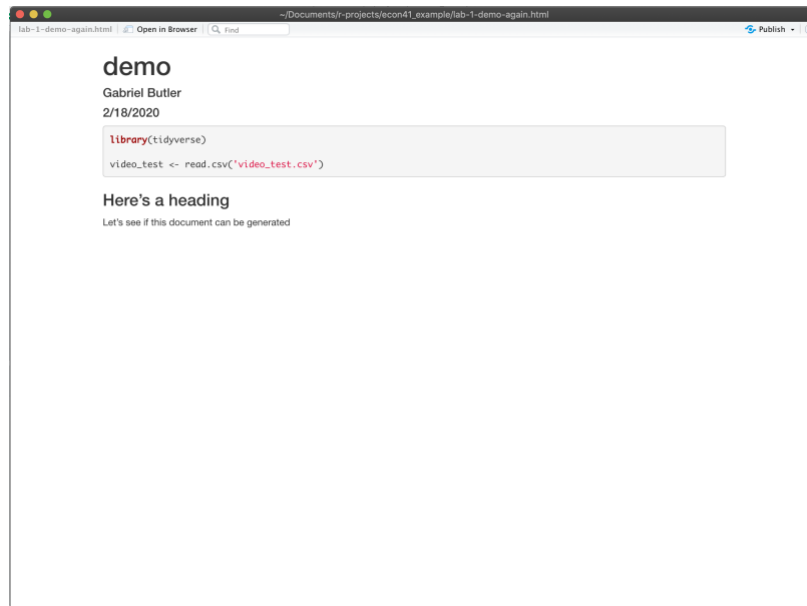 ~/Documents/r-projects/econ41_example/lab-1-demo-again.html
lab-1-demo-again.html Open in Browser Find Publish
demo
Gabriel Butler
2/18/2020
library(tidyverse)
video_test <- read.csv('video_test.csv')
Here's a heading
Let's see if this document can be generated